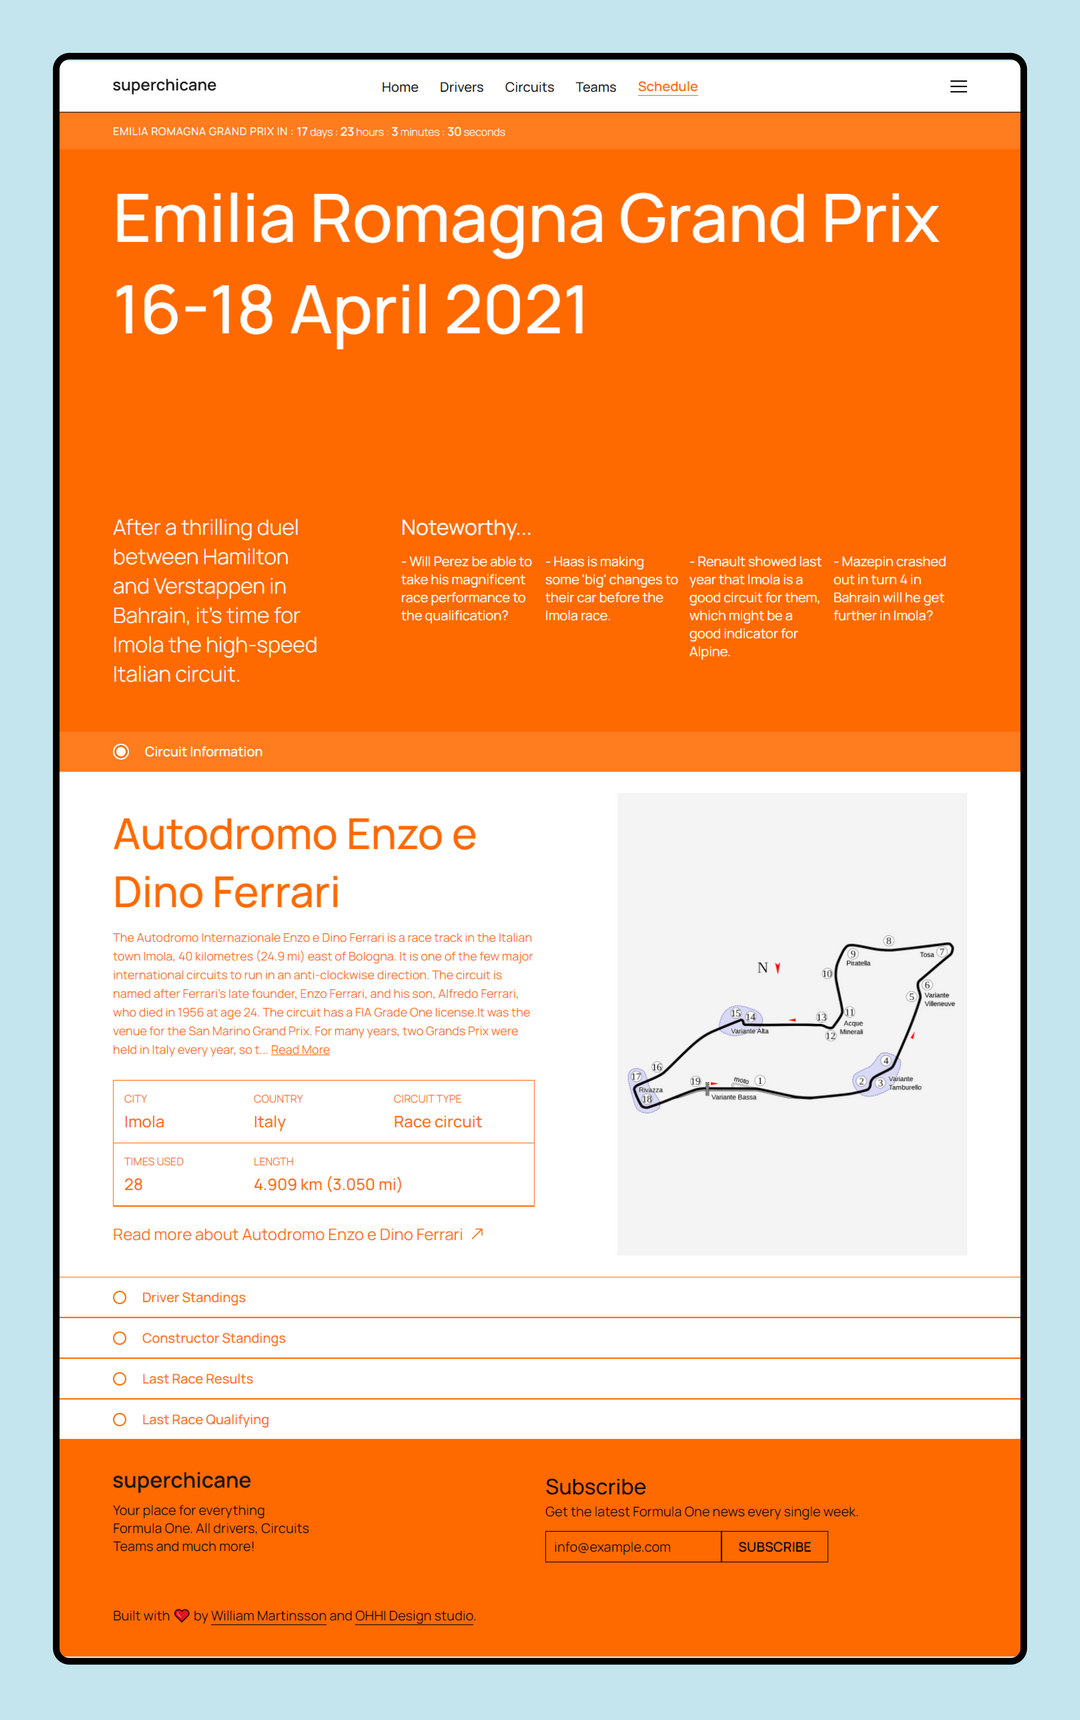 superchicane
Home Drivers Circuits Teams Schedule
EMILIA ROMAGNA GRAND PRIX IN : 17 days : 23 hours : 3 minutes : 30 seconds
Emilia Romagna Grand Prix
16-18 April 2021
After a thrilling duel
between Hamilton
and Verstappen in
Bahrain, it's time for
Imola the high-speed
Italian circuit.
Noteworthy...
- Will Perez be able to
take his magnificent
race performance to
the qualification?
- Haas is making
some 'big' changes to
their car before the
Imola race.
- Renault showed last
year that Imola is a
good circuit for them,
which might be a
good indicator for
Alpine.
- Mazepin crashed
out in turn 4 in
Bahrain will he get
further in Imola?
Circuit Information
Autodromo Enzo e
Dino Ferrari
The Autodromo Internazionale Enzo e Dino Ferrari is a race track in the Italian
town Imola, 40 kilometres (24.9 mi) east of Bologna. It is one of the few major
international circuits to run in an anti-clockwise direction. The circuit is
named after Ferrari's late founder, Enzo Ferrari, and his son, Alfredo Ferrari,
who died in 1956 at age 24. The circuit has a FIA Grade One license.It was the
venue for the San Marino Grand Prix. For many years, two Grands Prix were
held in Italy every year, so t... Read More
CITY COUNTRY CIRCUIT TYPE
Imola Italy Race circuit
TIMES USED LENGTH
28 4.909 km (3.050 mi)
Read more about Autodromo Enzo e Dino Ferrari
8
9
Piratella
Tosa
7
N
10
6
5
Variante
Villeneuve
15
14
Variante Alta
13
11
Acque
Minerali
12
4
16
17
Rivazza
18
19
moto
1
Variante Bassa
2
3
Variante
Tamburello
Driver Standings
Constructor Standings
Last Race Results
Last Race Qualifying
superchicane
Your place for everything
Formula One. All drivers, Circuits
Teams and much more!
Subscribe
Get the latest Formula One news every single week.
info@example.com
SUBSCRIBE
Built with ❤ by William Martinsson and OHHI Design studio.